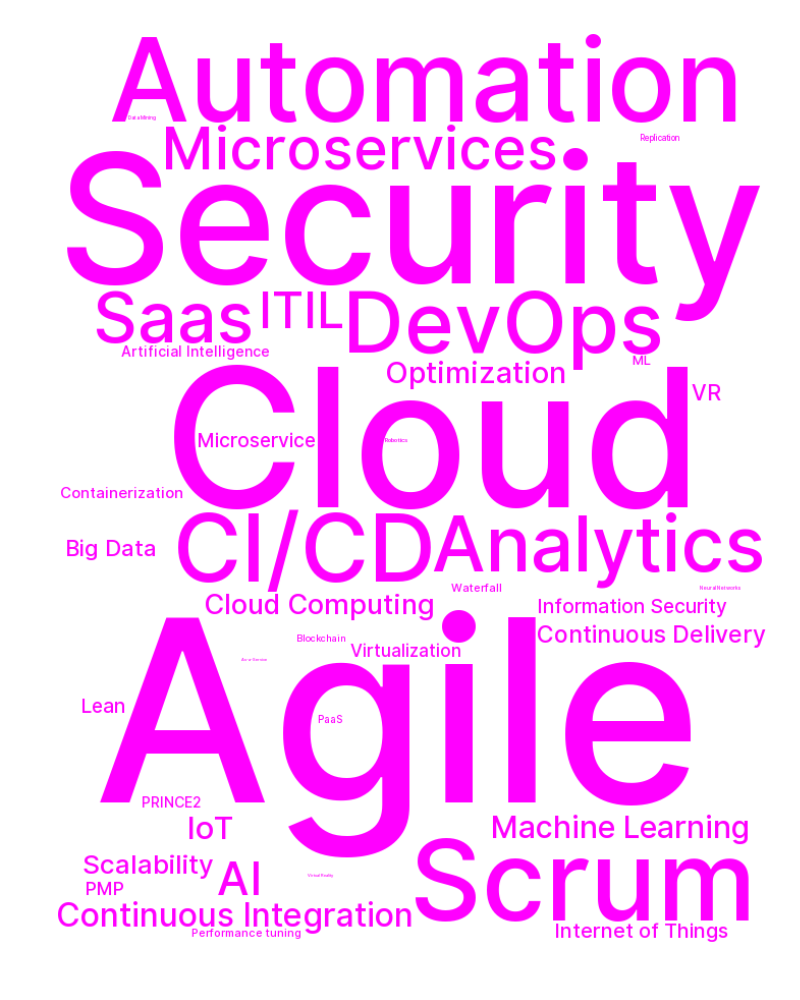 Automation
Data Mining
Microservices
Replication
Security
Saas
ITIL
DevOps
Artificial Intelligence
Optimization
ML
Cloud
VR
Microservice
Robotics
Containerization
CI/CD
Analytics
Big Data
Waterfall
Neural Networks
Cloud Computing
Information Security
Agile
Blockchain
Continuous Delivery
Virtualization
Lean
PaaS
PRINCE2
IoT
Machine Learning
Scrum
Scalability
AI
Virtual Reality
PMP
Continuous Integration
Performance tuning
Internet of Things